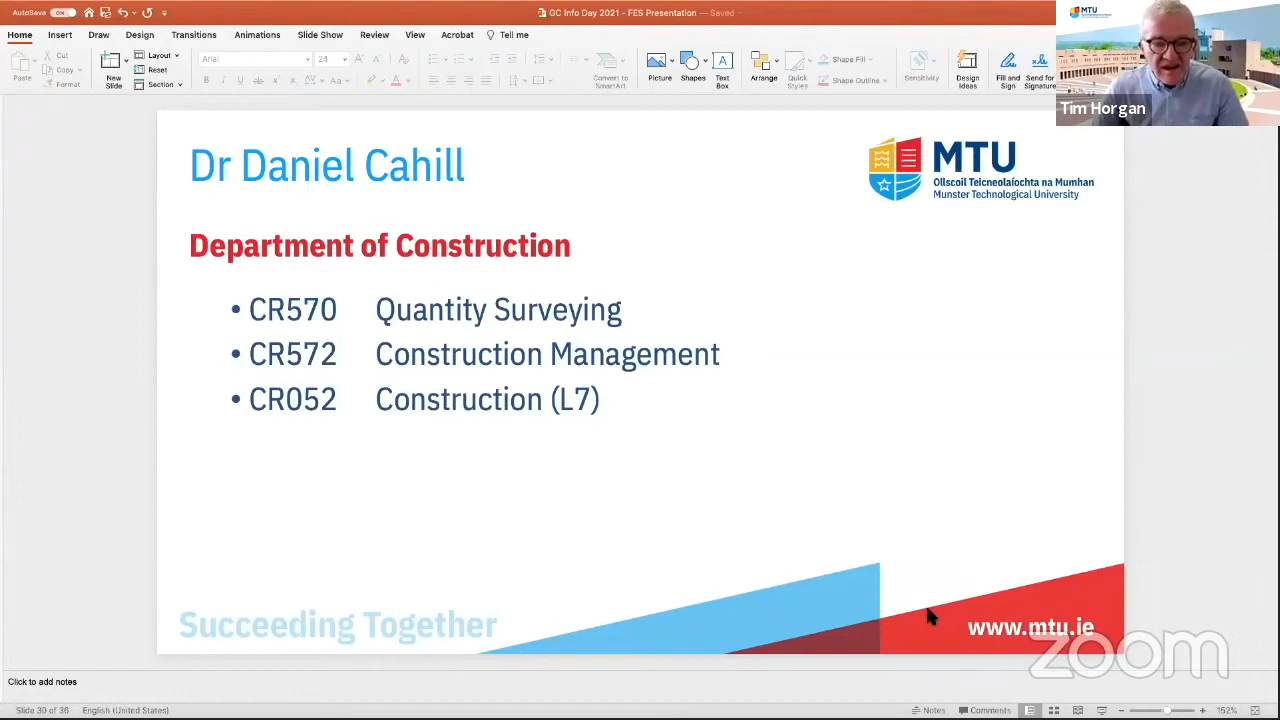 AutoSave ON
GC Info Day 2021 - FES Presentation — Saved
Home Insert Draw Design Transitions Animations Slide Show Review View Acrobat Tell me
Paste
Cut
Copy
Format
New Slide
Layout
Reset
Section
Arial
24
Convert to SmartArt
Picture
Shapes
Text Box
Arrange
Quick Styles
Shape Fill
Shape Outline
Sensitivity
Design Ideas
Fill and Sign
Send for Signature
MTU
Tim Horgan
Dr Daniel Cahill
MTU
Ollscoil Teicneolaíochta na Mumhan
Munster Technological University
Department of Construction
• CR570 Quantity Surveying
• CR572 Construction Management
• CR052 Construction (L7)
Succeeding Together
www.mtu.ie
zoom
Click to add notes
Slide 30 of 36 English (United States) Notes Comments 152%